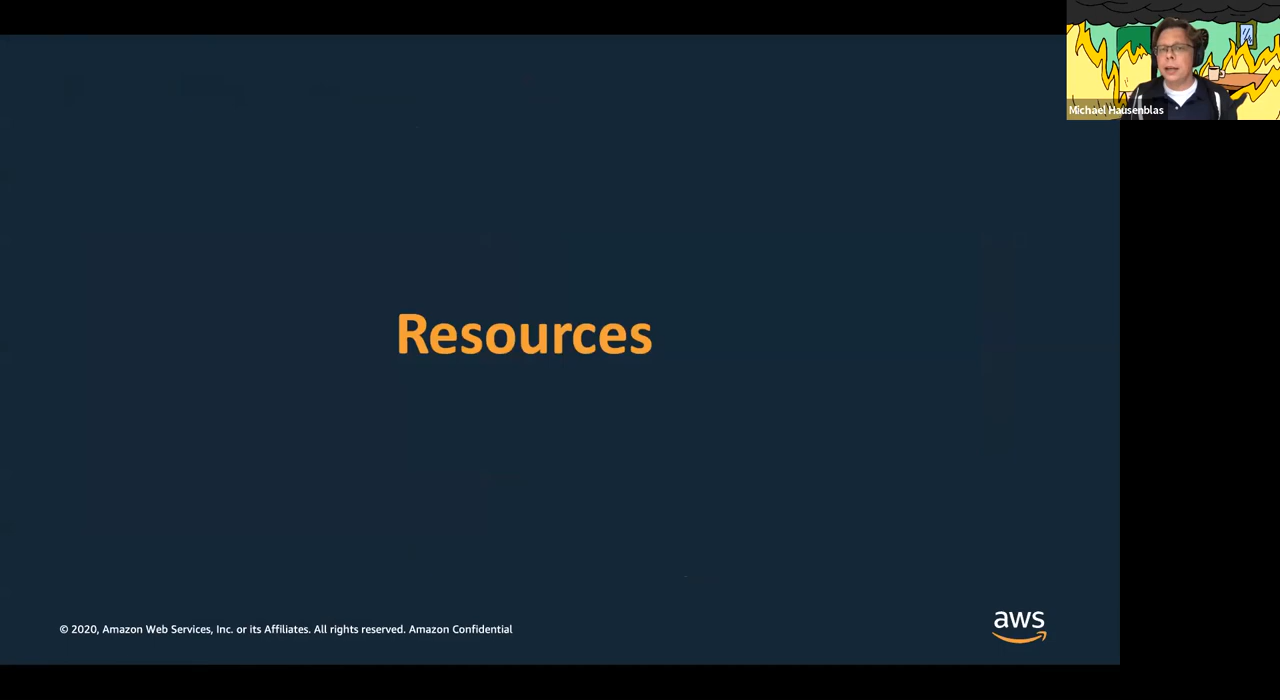 Michael Hausenblas
Resources
© 2020, Amazon Web Services, Inc. or its Affiliates. All rights reserved. Amazon Confidential
aws